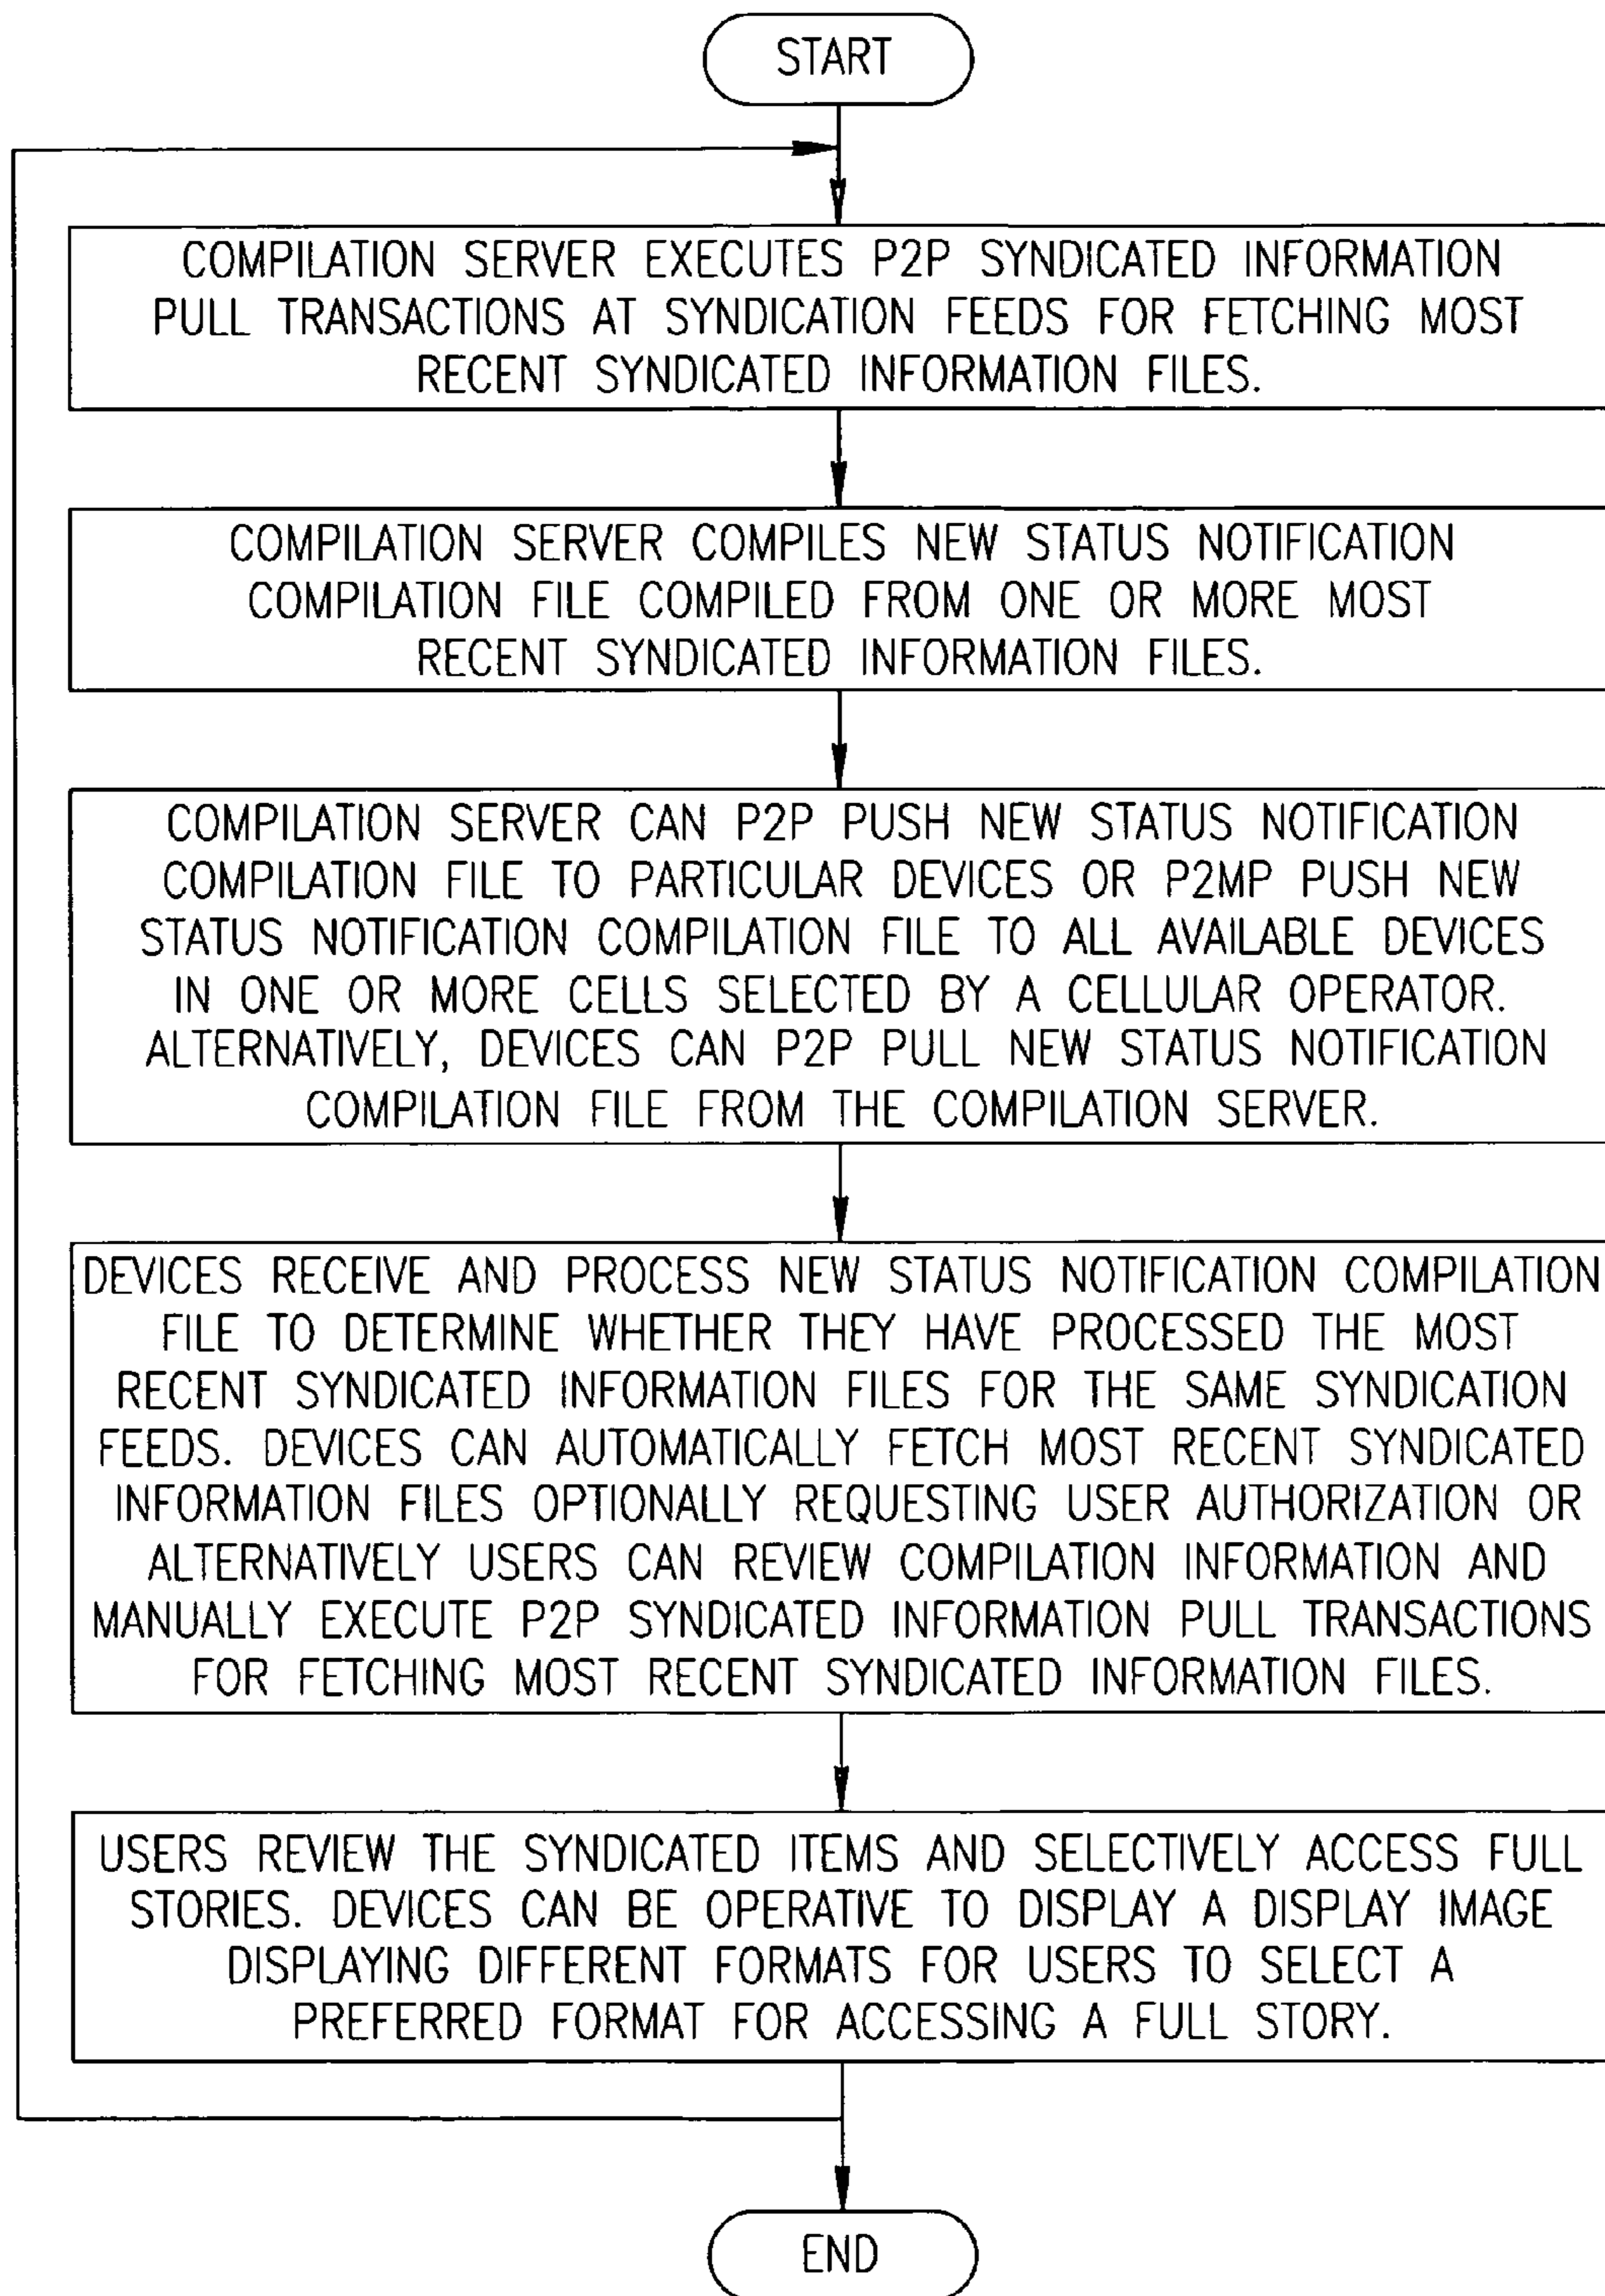 START
COMPILATION SERVER EXECUTES P2P SYNDICATED INFORMATION
PULL TRANSACTIONS AT SYNDICATION FEEDS FOR FETCHING MOST
RECENT SYNDICATED INFORMATION FILES.
COMPILATION SERVER COMPILES NEW STATUS NOTIFICATION
COMPILATION FILE COMPILED FROM ONE OR MORE MOST
RECENT SYNDICATED INFORMATION FILES.
COMPILATION SERVER CAN P2P PUSH NEW STATUS NOTIFICATION
COMPILATION FILE TO PARTICULAR DEVICES OR P2MP PUSH NEW
STATUS NOTIFICATION COMPILATION FILE TO ALL AVAILABLE DEVICES
IN ONE OR MORE CELLS SELECTED BY A CELLULAR OPERATOR.
ALTERNATIVELY, DEVICES CAN P2P PULL NEW STATUS NOTIFICATION
COMPILATION FILE FROM THE COMPILATION SERVER.
DEVICES RECEIVE AND PROCESS NEW STATUS NOTIFICATION COMPILATION
FILE TO DETERMINE WHETHER THEY HAVE PROCESSED THE MOST
RECENT SYNDICATED INFORMATION FILES FOR THE SAME SYNDICATION
FEEDS. DEVICES CAN AUTOMATICALLY FETCH MOST RECENT SYNDICATED
INFORMATION FILES OPTIONALLY REQUESTING USER AUTHORIZATION OR
ALTERNATIVELY USERS CAN REVIEW COMPILATION INFORMATION AND
MANUALLY EXECUTE P2P SYNDICATED INFORMATION PULL TRANSACTIONS
FOR FETCHING MOST RECENT SYNDICATED INFORMATION FILES.
USERS REVIEW THE SYNDICATED ITEMS AND SELECTIVELY ACCESS FULL
STORIES. DEVICES CAN BE OPERATIVE TO DISPLAY A DISPLAY IMAGE
DISPLAYING DIFFERENT FORMATS FOR USERS TO SELECT A
PREFERRED FORMAT FOR ACCESSING A FULL STORY.
END